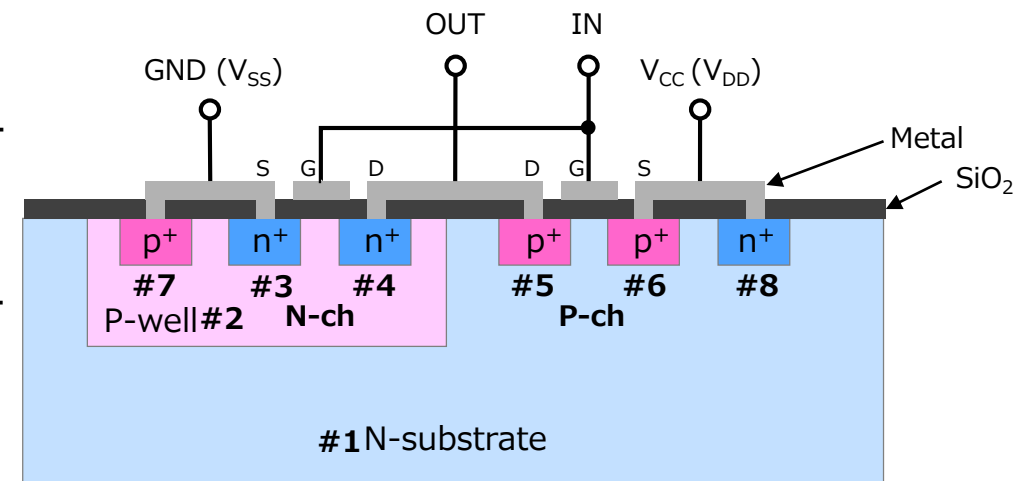 OUT IN
GND (VSS) VCC (VDD)
Metal
S G D D G S
SiO2
p+ n+ n+ p+ p+ n+
#7 #3 #4 #5 #6 #8
P-well#2 N-ch P-ch
#1 N-substrate